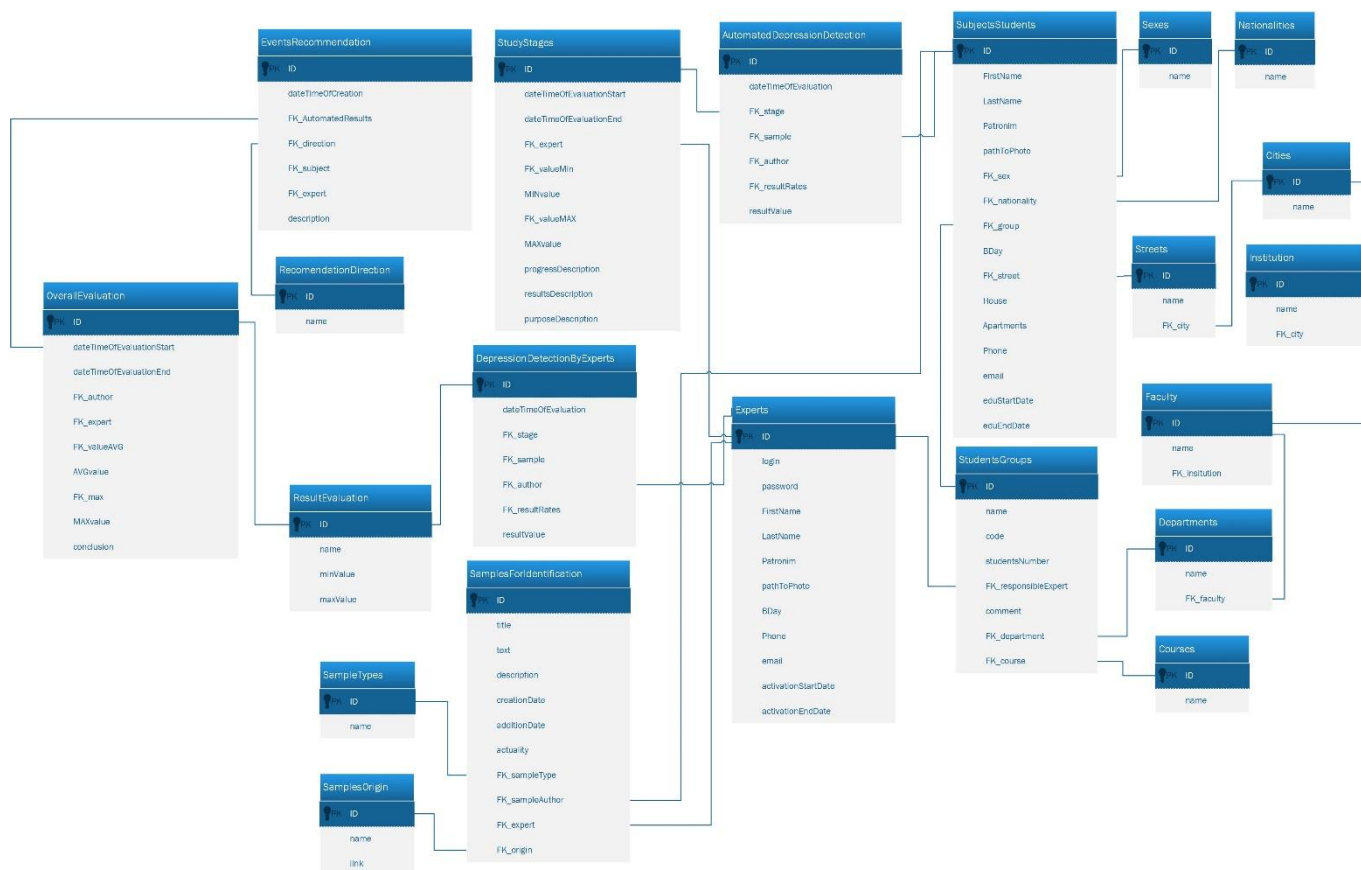 EventsRecommendation
PK ID
dateTimeOfCreation
FK_AutomatedResults
FK_direction
FK_subject
FK_expert
description
StudyStages
PK ID
dateTimeOfEvaluationStart
dateTimeOfEvaluationEnd
FK_expert
FK_valueMin
MINvalue
FK_valueMAX
MAXvalue
progressDescription
resultsDescription
purposeDescription
AutomatedDepressionDetection
PK ID
dateTimeOfEvaluation
FK_stage
FK_sample
FK_author
FK_resultRates
resultValue
SubjectsStudents
PK ID
FirstName
LastName
Patronim
pathToPhoto
FK_sex
FK_nationality
FK_group
BDay
FK_street
House
Apartments
Phone
email
eduStartDate
eduEndDate
Sexes
PK ID
name
Nationalities
PK ID
name
Cities
PK ID
name
Streets
PK ID
name
FK_city
Institution
PK ID
name
FK_city
RecomendationDirection
PK ID
name
OverallEvaluation
PK ID
dateTimeOfEvaluationStart
dateTimeOfEvaluationEnd
FK_author
FK_expert
FK_valueAVG
AVGvalue
FK_max
MAXvalue
conclusion
DepressionDetectionByExperts
PK ID
dateTimeOfEvaluation
FK_stage
FK_sample
FK_author
FK_resultRates
resultValue
Experts
PK ID
login
password
FirstName
LastName
Patronim
pathToPhoto
BDay
Phone
email
activationStartDate
activationEndDate
Faculty
PK ID
name
FK_insitution
StudentsGroups
PK ID
name
code
studentsNumber
FK_responsibleExpert
comment
FK_department
FK_course
Departments
PK ID
name
FK_faculty
Courses
PK ID
name
ResultEvaluation
PK ID
name
minValue
maxValue
SamplesForIdentification
PK ID
title
text
description
creationDate
additionDate
actuality
FK_sampleType
FK_sampleAuthor
FK_expert
FK_origin
SampleTypes
PK ID
name
SamplesOrigin
PK ID
name
link